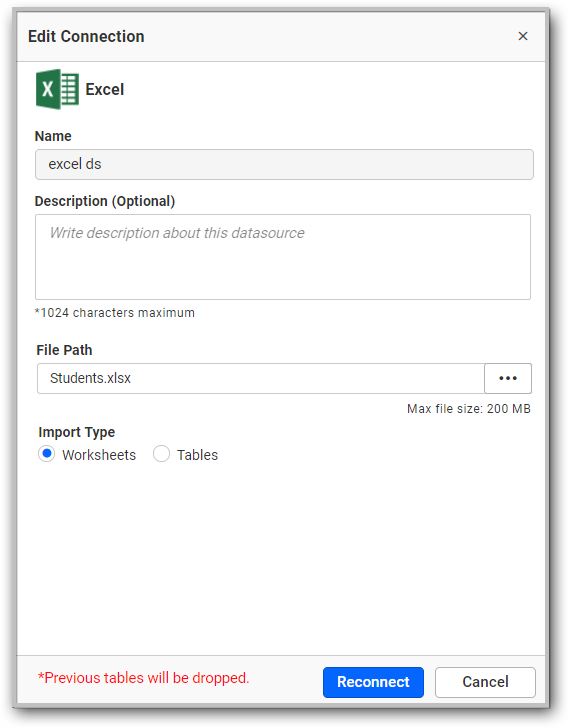 Edit Connection
×
X Excel
Name
excel ds
Description (Optional)
Write description about this datasource
*1024 characters maximum
File Path
Students.xlsx
•••
Max file size: 200 MB
Import Type
Worksheets Tables
*Previous tables will be dropped. Reconnect Cancel